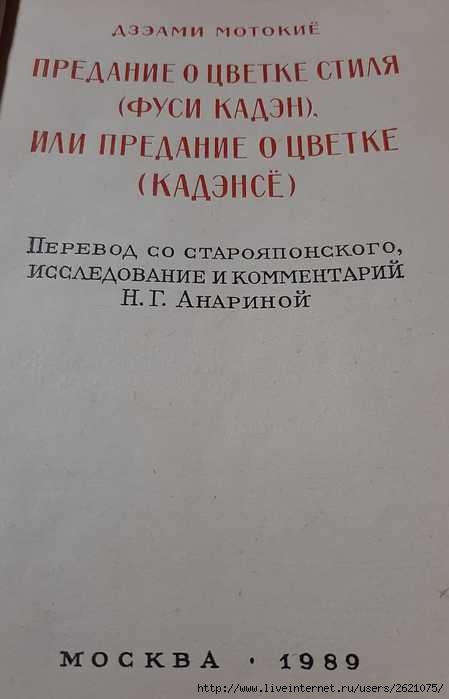 ДЗЭАМИ МОТОКИЁ
ПРЕДАНИЕ О ЦВЕТКЕ СТИЛЯ
(ФУСИ КАДЭН),
ИЛИ ПРЕДАНИЕ О ЦВЕТКЕ
(КАДЭНСЁ)
ПЕРЕВОД СО СТАРОЯПОНСКОГО,
ИССЛЕДОВАНИЕ И КОММЕНТАРИЙ
Н. Г. АНАРИНОЙ
МОСКВА · 1989
http://www.liveinternet.ru/users/2621075/